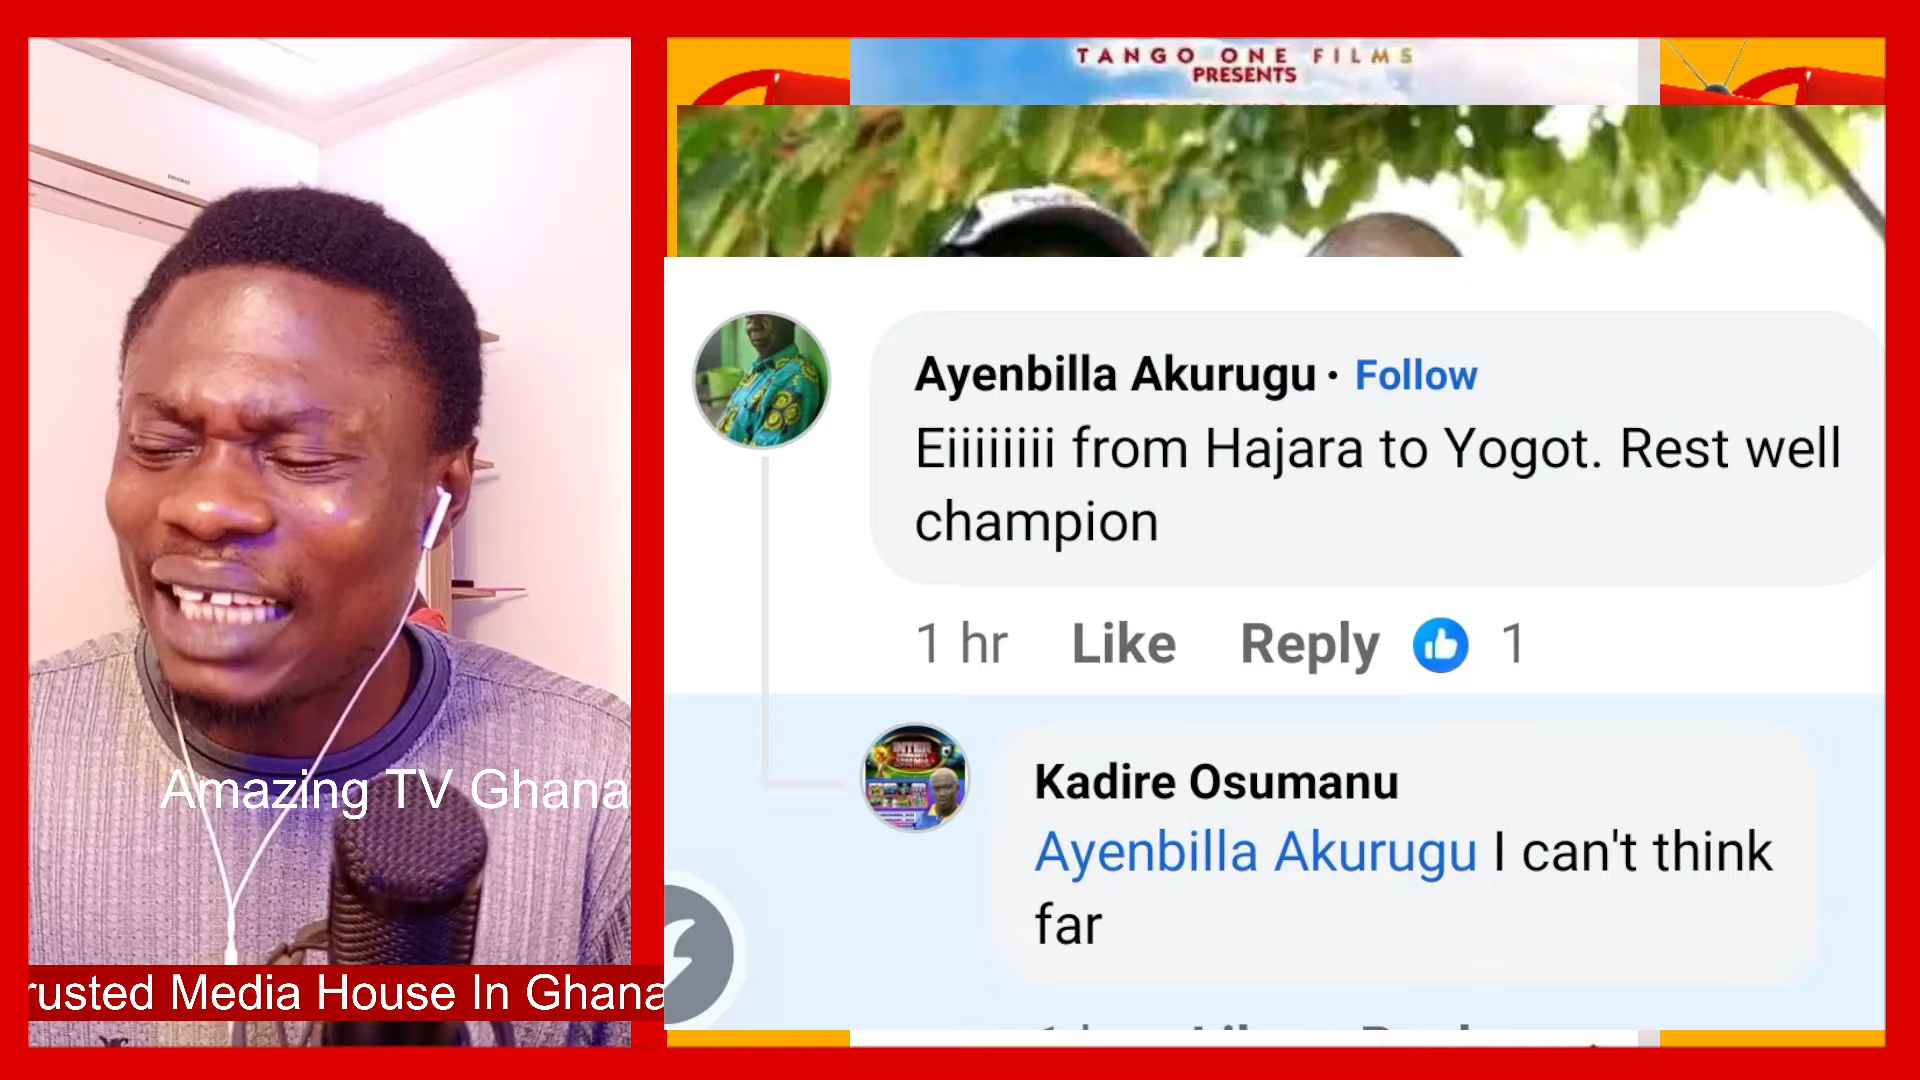 TANGO ONE FILMS
PRESENTS
Ayenbilla Akurugu · Follow
Eiiiiiiii from Hajara to Yogot. Rest well
champion
1 hr Like Reply 1
Kadire Osumanu
Ayenbilla Akurugu I can't think
far
Amazing TV Ghana
rusted Media House In Ghana